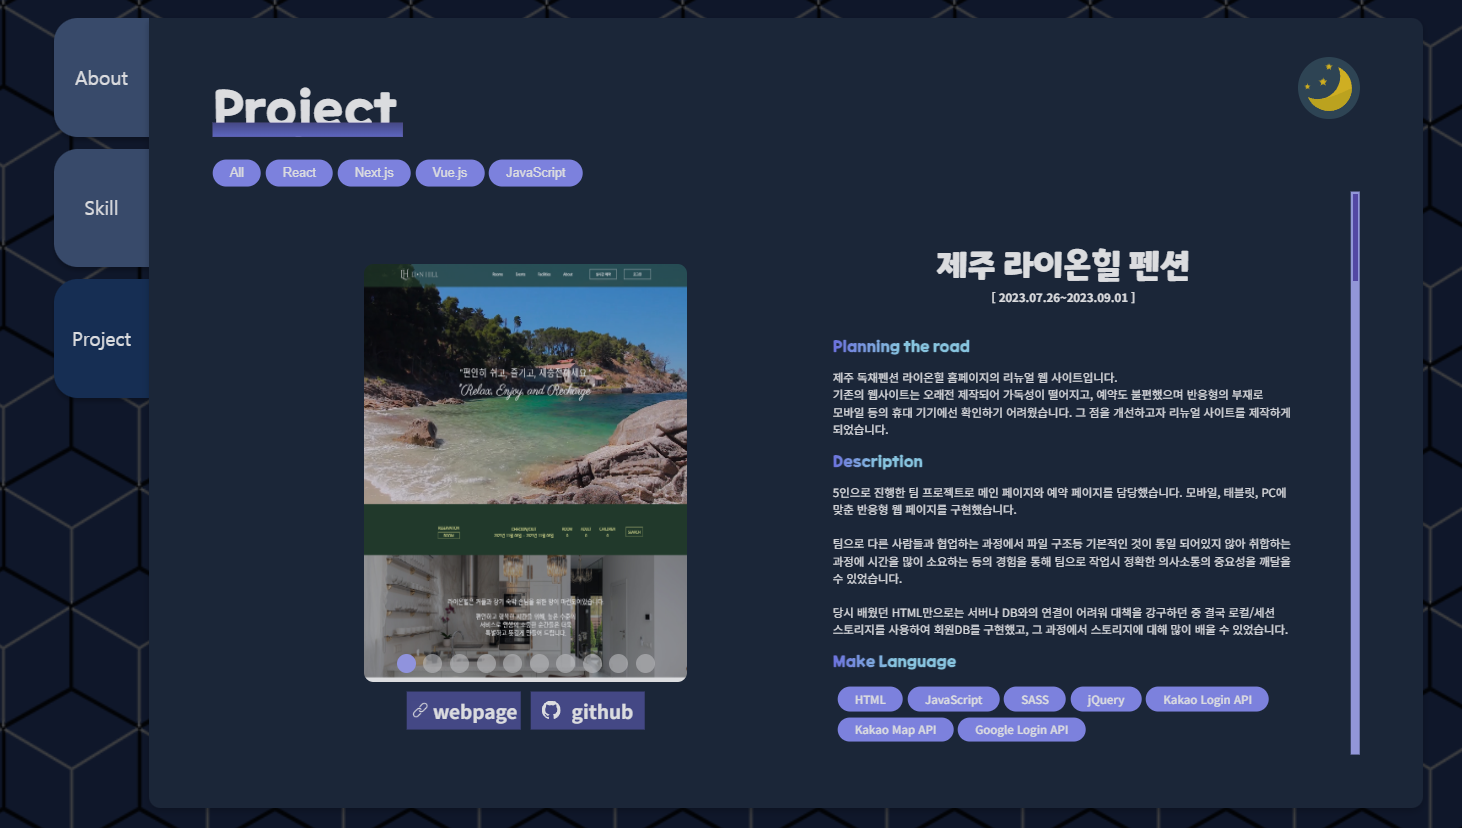 About
Skill
Project
Project
All
React
Next.js
Vue.js
JavaScript
LION HILL
Rooms
Events
Facilities
About
"편안히 쉬고, 즐기고, 재충전하세요."
"Relax, Enjoy, and Recharge"
RESERVATION
CHECK IN/OUT
ROOM
ADULT
CHILDREN
SEARCH
webpage
github
제주 라이온힐 펜션
[ 2023.07.26~2023.09.01 ]
Planning the road
제주 독채펜션 라이온힐 홈페이지의 리뉴얼 웹 사이트입니다.
기존의 웹사이트는 오래전 제작되어 가독성이 떨어지고, 예약도 불편했으며 반응형의 부재로
모바일 등의 휴대 기기에선 확인하기 어려웠습니다. 그 점을 개선하고자 리뉴얼 사이트를 제작하게
되었습니다.
Description
5인으로 진행한 팀 프로젝트로 메인 페이지와 예약 페이지를 담당했습니다. 모바일, 태블릿, PC에
맞춘 반응형 웹 페이지를 구현했습니다.
팀으로 다른 사람들과 협업하는 과정에서 파일 구조등 기본적인 것이 통일 되어있지 않아 취합하는
과정에 시간을 많이 소요하는 등의 경험을 통해 팀으로 작업시 정확한 의사소통의 중요성을 깨달을
수 있었습니다.
당시 배웠던 HTML만으로는 서버나 DB와의 연결이 어려워 대책을 강구하던 중 결국 로컬/세션
스토리지를 사용하여 회원DB를 구현했고, 그 과정에서 스토리지에 대해 많이 배울 수 있었습니다.
Make Language
HTML
JavaScript
SASS
jQuery
Kakao Login API
Kakao Map API
Google Login API